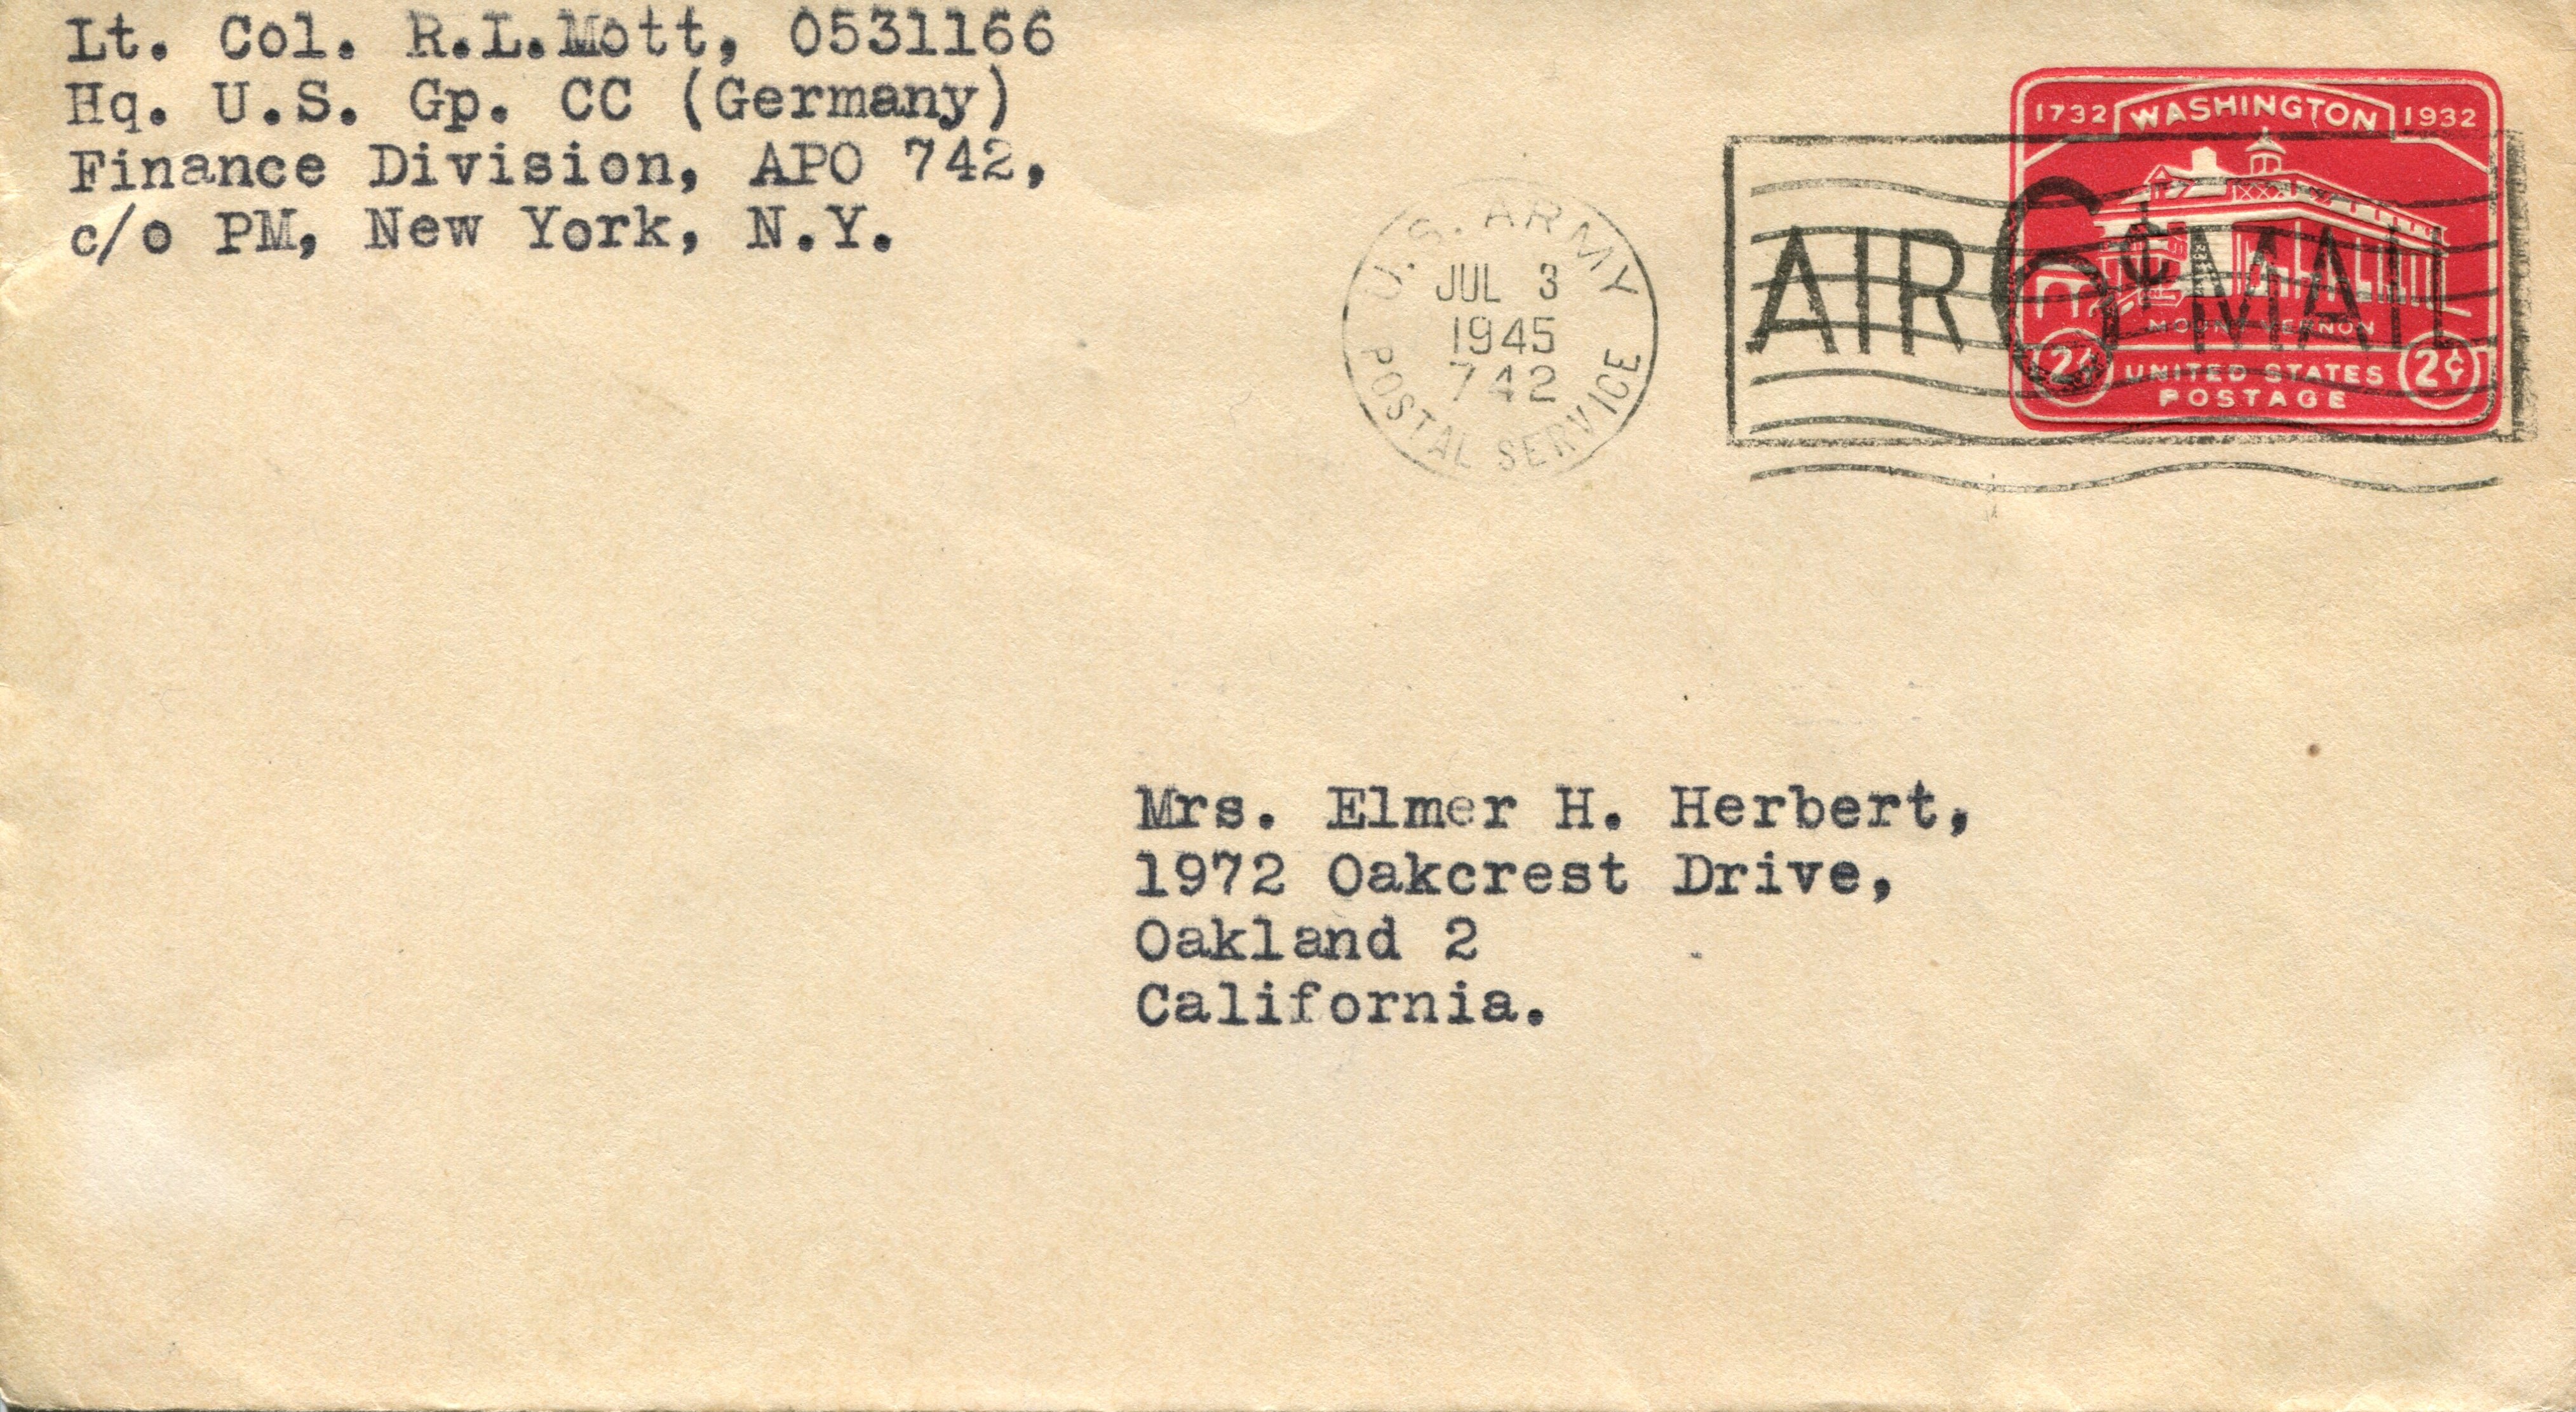 Lt. Col. R.L.Mott, 0531166
Hq. U.S. Gp. CC (Germany)
Finance Division, APO 742,
c/o PM, New York, N.Y.
U.S. ARMY
JUL 3
1945
742
POSTAL SERVICE
AIR 6¢ MAIL
1732 WASHINGTON 1932
MOUNT VERNON
2¢ UNITED STATES 2¢
POSTAGE
Mrs. Elmer H. Herbert,
1972 Oakcrest Drive,
Oakland 2
California.